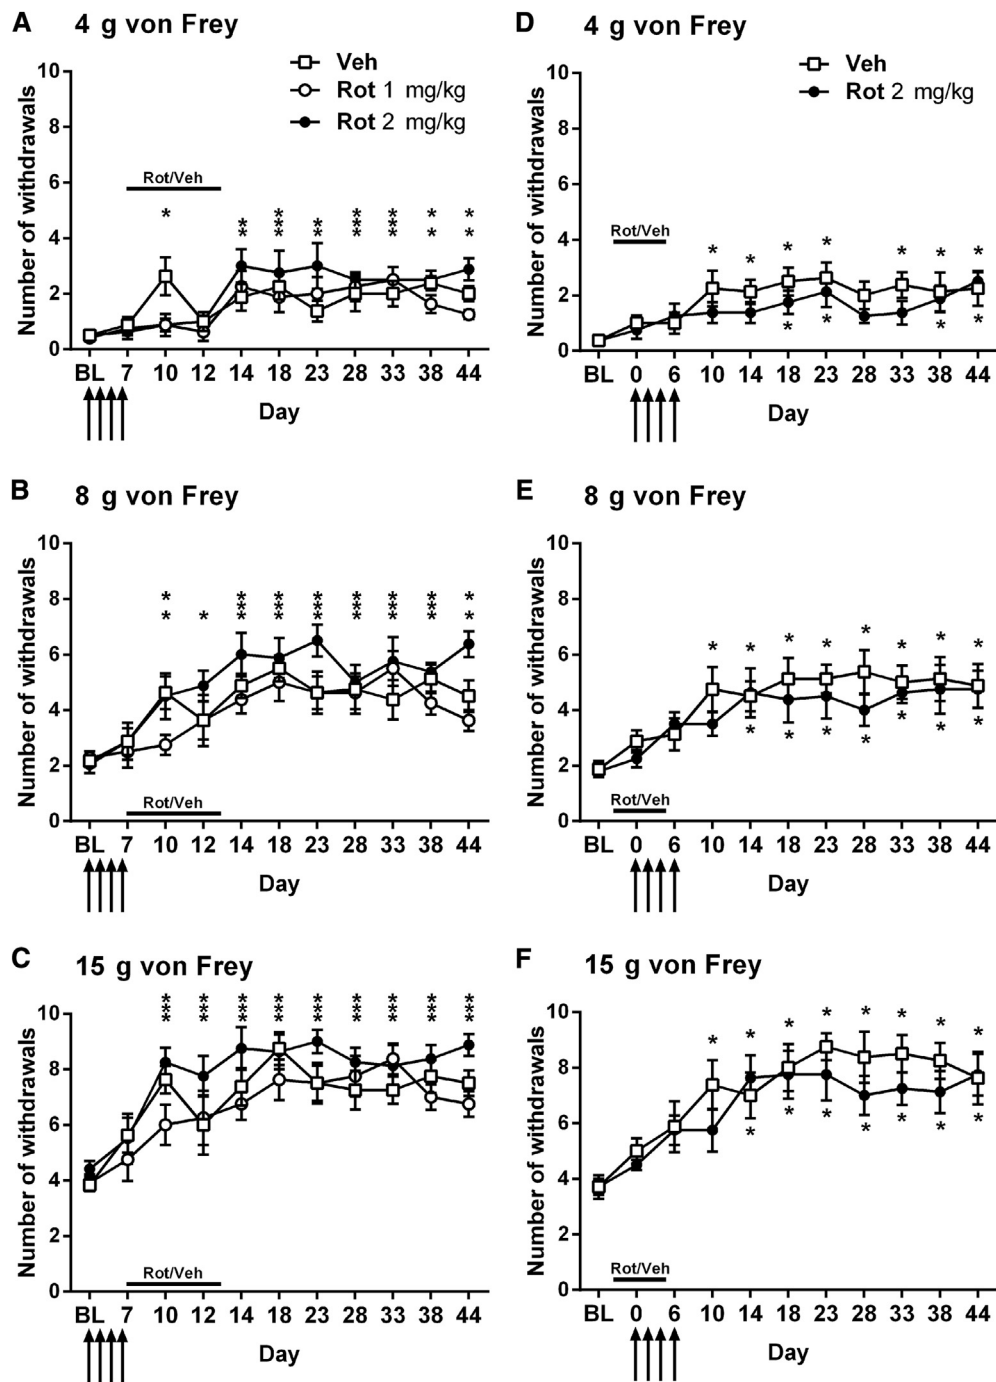 A 4 g von Frey
Veh
Rot 1 mg/kg
Rot 2 mg/kg
Number of withdrawals
10
8
6
4
2
0
Rot/Veh
* ** *** ** *** *** ** **
BL 7 10 12 14 18 23 28 33 38 44
Day
D 4 g von Frey
Veh
Rot 2 mg/kg
Number of withdrawals
10
8
6
4
2
0
Rot/Veh
* * * * * * *
* * * *
BL 0 6 10 14 18 23 28 33 38 44
Day
B 8 g von Frey
Number of withdrawals
10
8
6
4
2
0
** * *** *** *** *** *** *** **
Rot/Veh
BL 7 10 12 14 18 23 28 33 38 44
Day
E 8 g von Frey
Number of withdrawals
10
8
6
4
2
0
* * * * * * * *
* * * * * * *
Rot/Veh
BL 0 6 10 14 18 23 28 33 38 44
Day
C 15 g von Frey
Number of withdrawals
10
8
6
4
2
0
*** *** *** *** *** *** *** *** ***
Rot/Veh
BL 7 10 12 14 18 23 28 33 38 44
Day
F 15 g von Frey
Number of withdrawals
10
8
6
4
2
0
* * * * * * * *
* * * * * * *
Rot/Veh
BL 0 6 10 14 18 23 28 33 38 44
Day